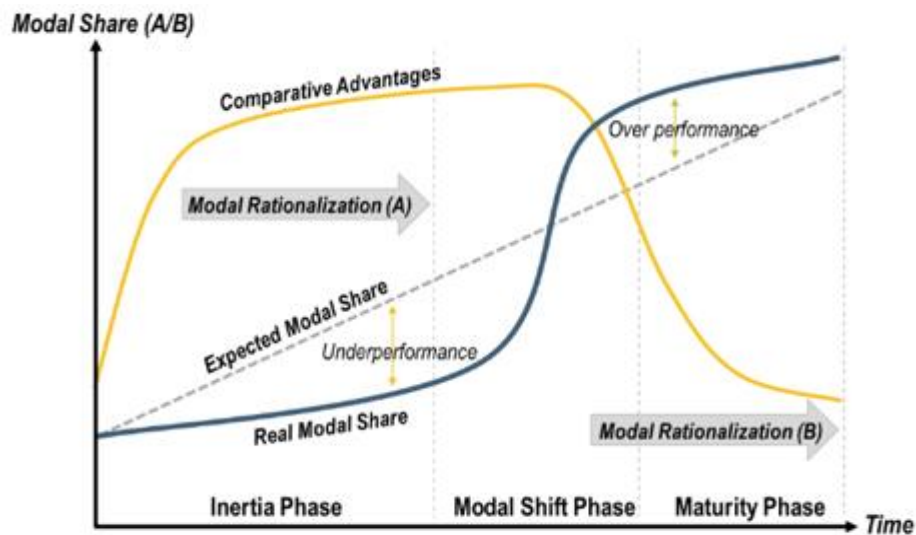 Modal Share (A/B)
Comparative Advantages
Over performance
Modal Rationalization (A)
Expected Modal Share
Underperformance
Real Modal Share
Modal Rationalization (B)
Inertia Phase
Modal Shift Phase
Maturity Phase
Time